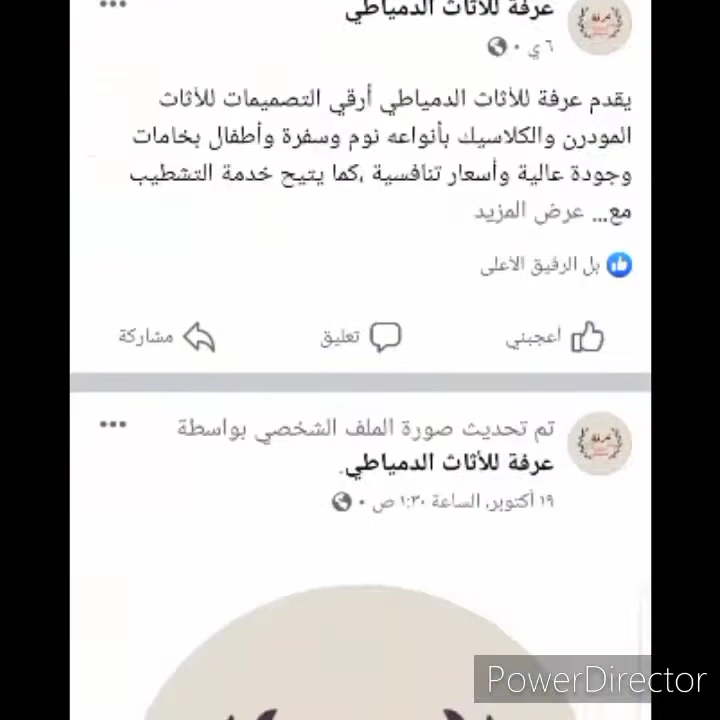 عرفة للأثاث الدمياطي
٦ ي
يقدم عرفة للأثاث الدمياطي أرقي التصميمات للأثاث
المودرن والكلاسيك بأنواعه نوم وسفرة وأطفال بخامات
وجودة عالية وأسعار تنافسية ،كما يتيح خدمة التشطيب
مع... عرض المزيد
بل الرفيق الأعلى
أعجبني تعليق مشاركة
تم تحديث صورة الملف الشخصي بواسطة
عرفة للأثاث الدمياطي.
١٩ أكتوبر، الساعة ١:٣٠ ص
PowerDirector